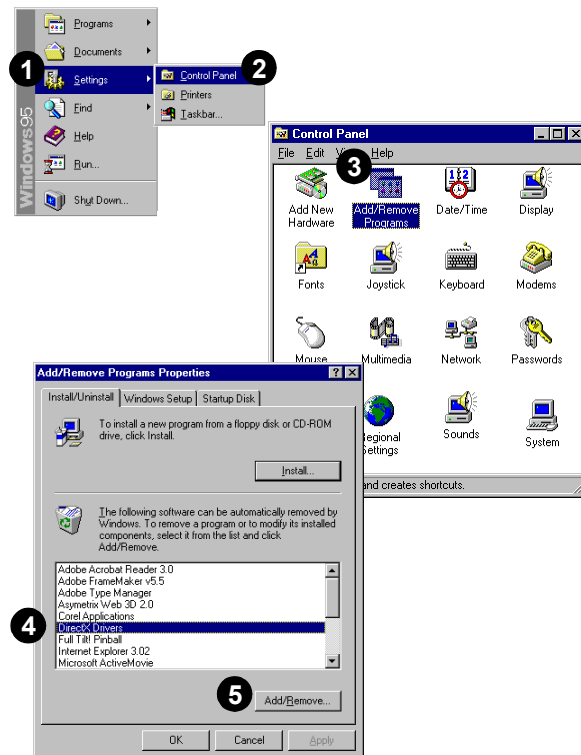 Programs
Documents
1
Settings
Find
Help
Run...
Shut Down...
Windows95
2
Control Panel
Printers
Taskbar...
Control Panel
File Edit Help
3
Add New
Hardware
Add/Remove
Programs
Date/Time
Display
Fonts
Joystick
Keyboard
Modems
Mouse
Multimedia
Network
Passwords
Regional
Settings
Sounds
System
and creates shortcuts.
Add/Remove Programs Properties
Install/Uninstall
Windows Setup
Startup Disk
To install a new program from a floppy disk or CD-ROM
drive, click Install.
Install...
The following software can be automatically removed by
Windows. To remove a program or to modify its installed
components, select it from the list and click
Add/Remove.
Adobe Acrobat Reader 3.0
Adobe FrameMaker v5.5
Adobe Type Manager
Asymetrix Web 3D 2.0
Corel Applications
4
DirectX Drivers
Full Tilt! Pinball
Internet Explorer 3.02
Microsoft ActiveMovie
5
Add/Remove...
OK
Cancel
Apply